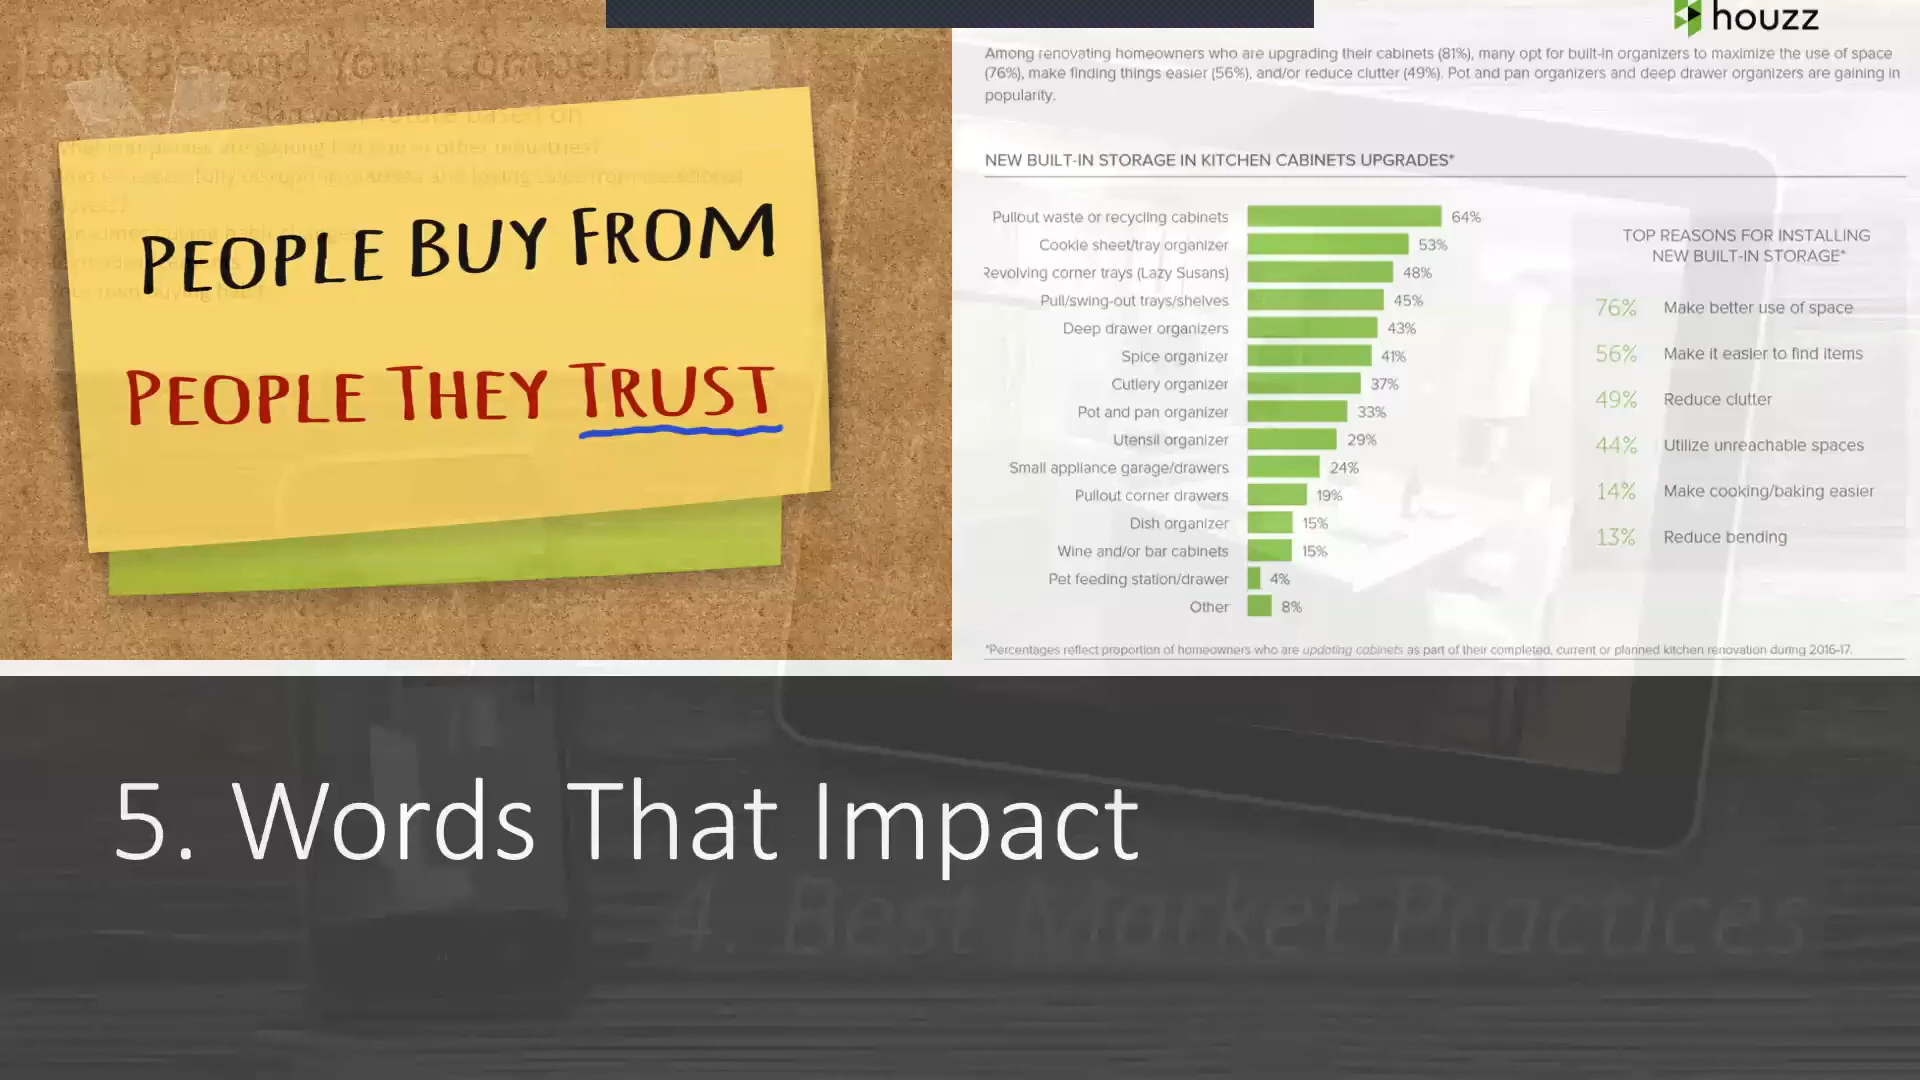 PEOPLE BUY FROM
PEOPLE THEY TRUST
houzz
Among renovating homeowners who are upgrading their cabinets (81%), many opt for built-in organizers to maximize the use of space
(76%), make finding things easier (56%), and/or reduce clutter (49%). Pot and pan organizers and deep drawer organizers are gaining in
popularity.
NEW BUILT-IN STORAGE IN KITCHEN CABINETS UPGRADES*
Pullout waste or recycling cabinets 64%
Cookie sheet/tray organizer 53%
Revolving corner trays (Lazy Susans) 48%
Pull/swing-out trays/shelves 45%
Deep drawer organizers 43%
Spice organizer 41%
Cutlery organizer 37%
Pot and pan organizer 33%
Utensil organizer 29%
Small appliance garage/drawers 24%
Pullout corner drawers 19%
Dish organizer 15%
Wine and/or bar cabinets 15%
Pet feeding station/drawer 4%
Other 8%
TOP REASONS FOR INSTALLING
NEW BUILT-IN STORAGE*
76% Make better use of space
56% Make it easier to find items
49% Reduce clutter
44% Utilize unreachable spaces
14% Make cooking/baking easier
13% Reduce bending
*Percentages reflect proportion of homeowners who are updating cabinets as part of their completed, current or planned kitchen renovation during 2016-17.
5. Words That Impact
4. Best Market Practices